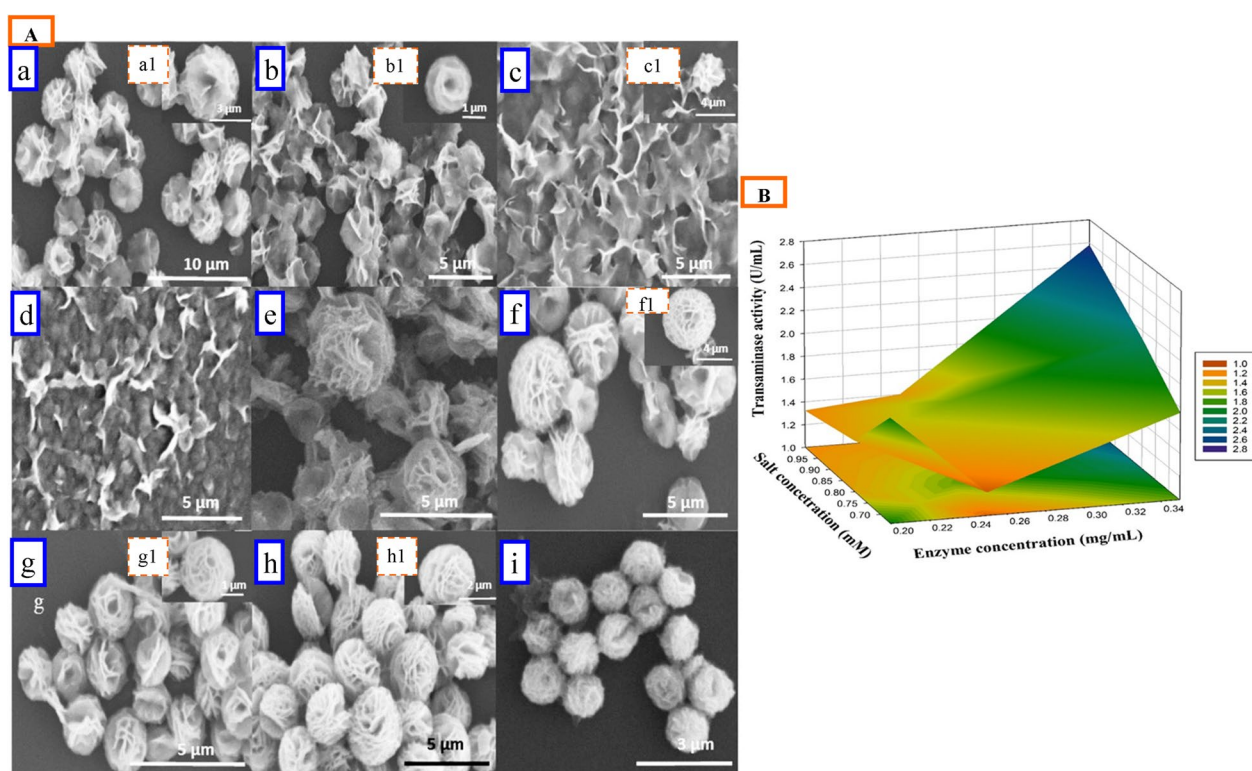 A
a
a1
3 μm
10 μm
b
b1
1 μm
5 μm
c
c1
4 μm
5 μm
d
5 μm
e
5 μm
f
f1
4 μm
5 μm
g
g1
g
5 μm
h
h1
2 μm
5 μm
i
3 μm
B
Transaminase activity (U/mL)
2.8
2.6
2.4
2.2
2.0
1.8
1.6
1.4
1.2
1.0
Salt concetration (mM)
0.95
0.90
0.85
0.80
0.75
0.70
0.20
0.22
0.24
0.26
0.28
0.30
0.32
0.34
Enzyme concentration (mg/mL)
1.0
1.2
1.4
1.6
1.8
2.0
2.2
2.4
2.6
2.8